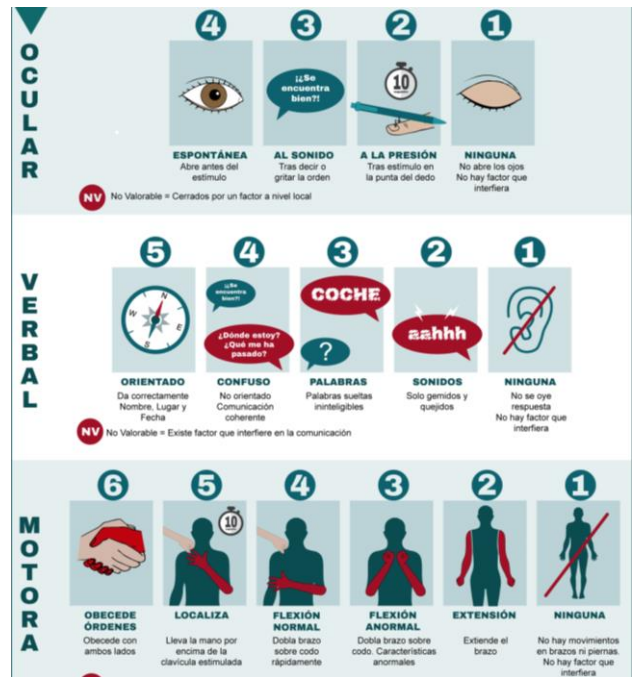 OCULAR
4 3 2 1
¡¿Se
encuentra
bien?!
10
ESPONTÁNEA
Abre antes del
estimulo
AL SONIDO
Tras decir o
gritar la orden
A LA PRESIÓN
Tras estimulo en
la punta del dedo
NINGUNA
No abre los ojos
No hay factor que
interfiera
NV No Valorable = Cerrados por un factor a nivel local
VERBAL
5 4 3 2 1
N
W E
S
¡¿Se
encuentra
bien?!
¿Dónde estoy?
¿Qué me ha
pasado?
COCHE
?
aahhh
ORIENTADO
Da correctamente
Nombre, Lugar y
Fecha
CONFUSO
No orientado
Comunicación
coherente
PALABRAS
Palabras sueltas
ininteligibles
SONIDOS
Solo gemidos y
quejidos
NINGUNA
No se oye
respuesta
No hay factor que
interfiera
NV No Valorable = Existe factor que interfiere en la comunicación
MOTORA
6 5 4 3 2 1
10
OBECEDE
ÓRDENES
Obecede con
ambos lados
LOCALIZA
Lleva la mano por
encima de la
clavícula estimulada
FLEXIÓN
NORMAL
Dobla brazo
sobre codo
rápidamente
FLEXIÓN
ANORMAL
Dobla brazo sobre
codo. Características
anormales
EXTENSIÓN
Extiende el
brazo
NINGUNA
No hay movimientos
en brazos ni piernas.
No hay factor que
interfiera